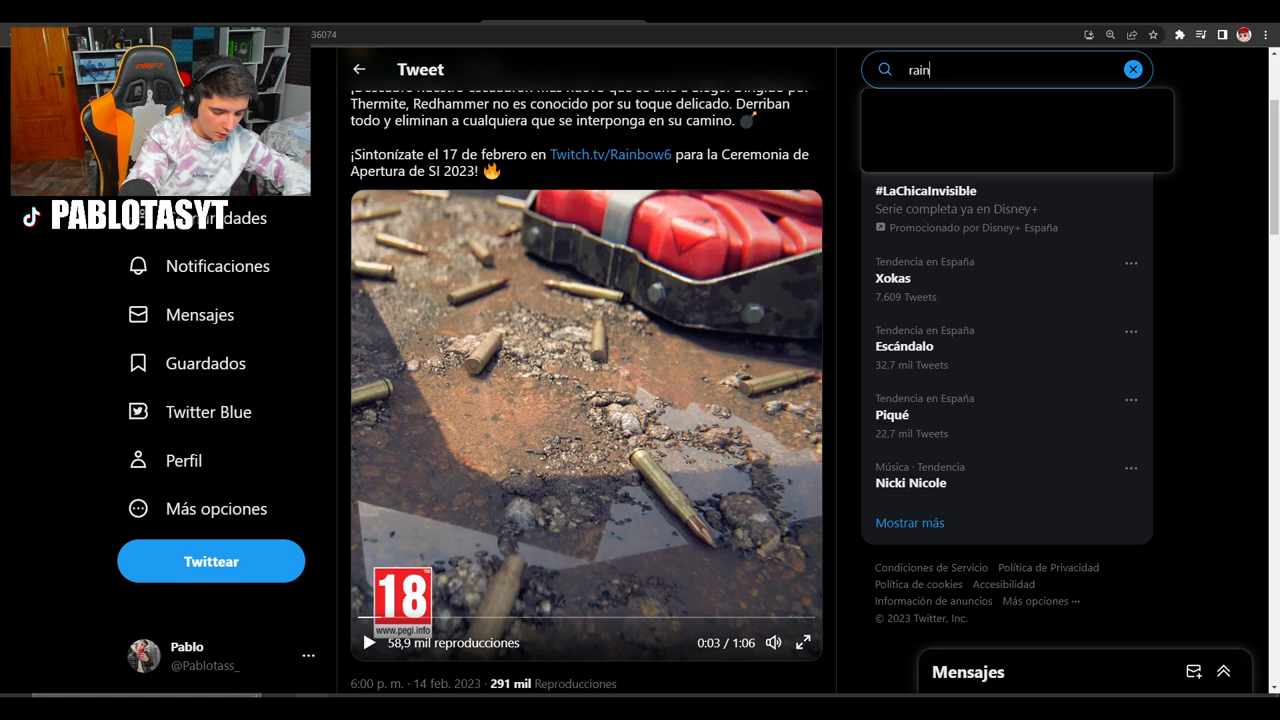 36074
DRIFT
PABLOTASYT
dades
Notificaciones
Mensajes
Guardados
Twitter Blue
Perfil
Más opciones
Twittear
Pablo
@Pablotass_
Tweet
Thermite, Redhammer no es conocido por su toque delicado. Derriban
todo y eliminan a cualquiera que se interponga en su camino. 💣
¡Sintonízate el 17 de febrero en Twitch.tv/Rainbow6 para la Ceremonia de
Apertura de SI 2023! 🔥
18
www.pegi.info
58,9 mil reproducciones
0:03 / 1:06
6:00 p. m. · 14 feb. 2023 · 291 mil Reproducciones
rain
#LaChicaInvisible
Serie completa ya en Disney+
Promocionado por Disney+ España
Tendencia en España
Xokas
7.609 Tweets
Tendencia en España
Escándalo
32,7 mil Tweets
Tendencia en España
Piqué
22,7 mil Tweets
Música · Tendencia
Nicki Nicole
Mostrar más
Condiciones de Servicio Política de Privacidad
Política de cookies Accesibilidad
Información de anuncios Más opciones ···
© 2023 Twitter, Inc.
Mensajes